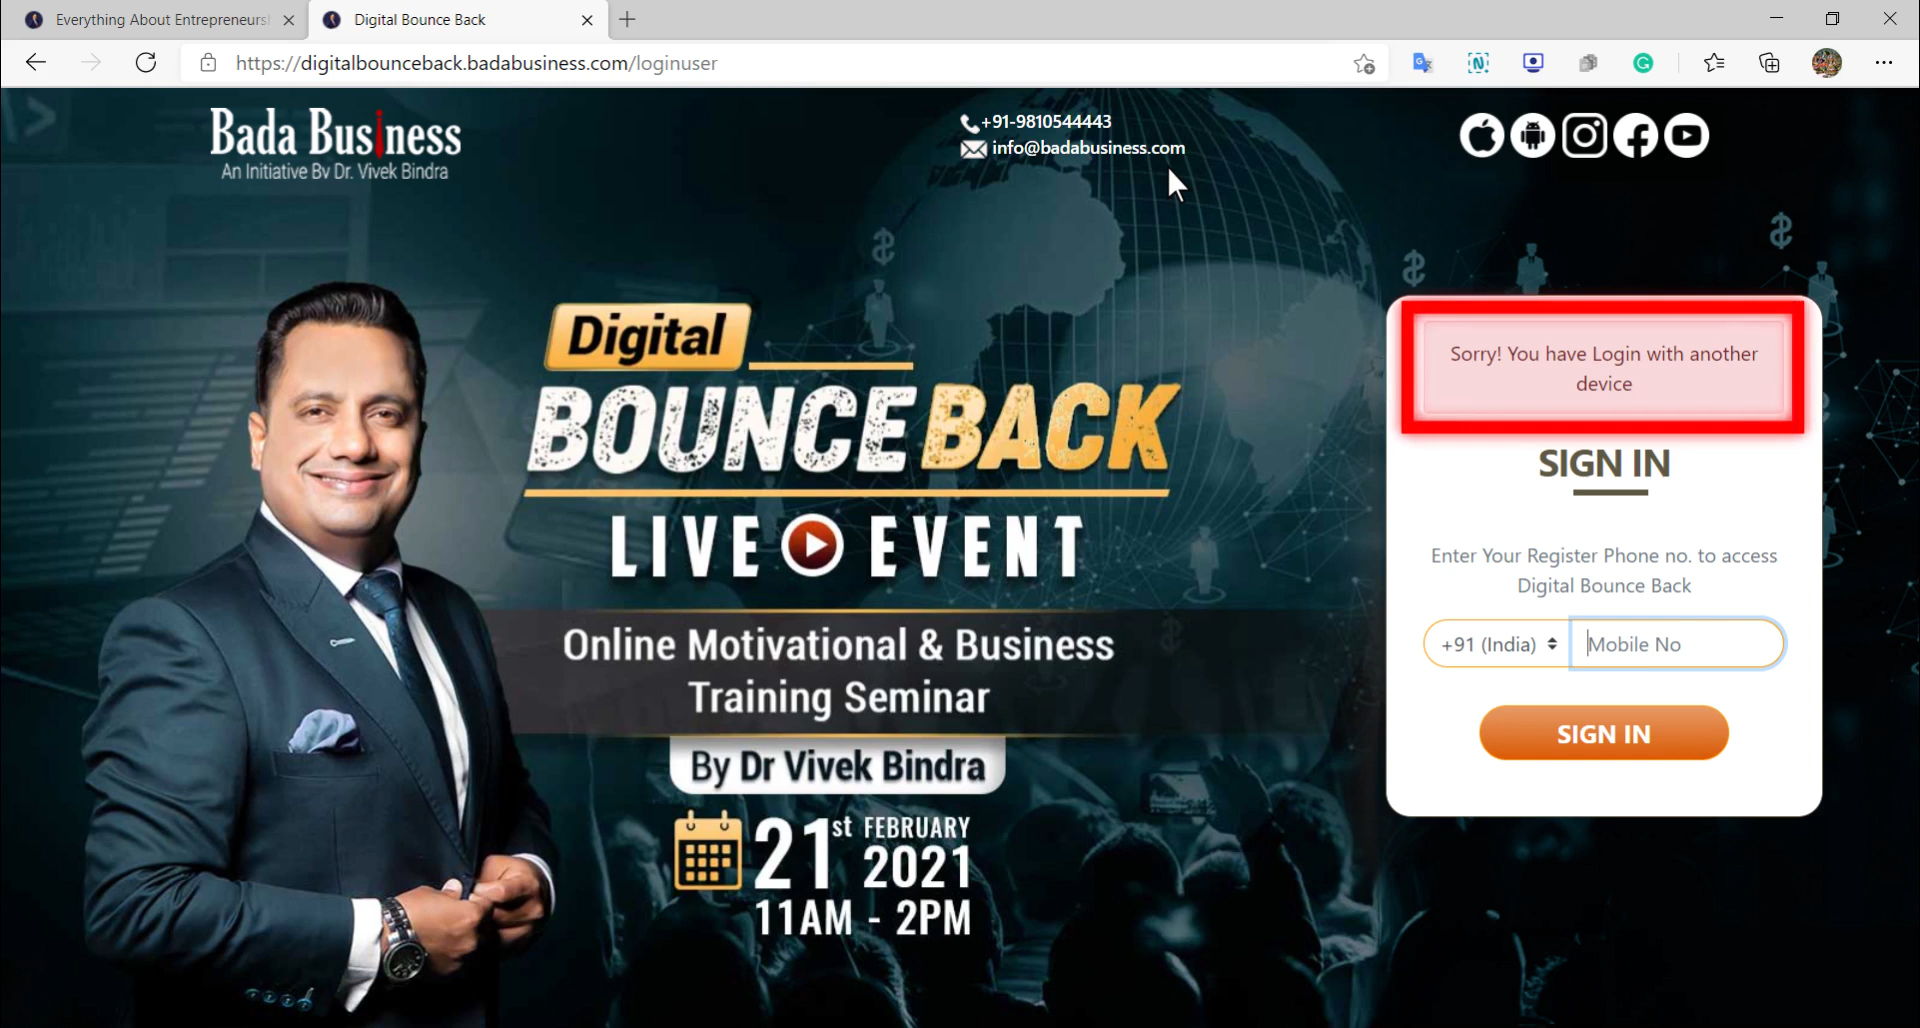 Everything About Entrepreneurs
Digital Bounce Back
https://digitalbounceback.badabusiness.com/loginuser
Bada Business
An Initiative By Dr. Vivek Bindra
+91-9810544443
info@badabusiness.com
Digital
BOUNCE BACK
LIVE EVENT
Online Motivational & Business
Training Seminar
By Dr Vivek Bindra
21st FEBRUARY
2021
11AM - 2PM
Sorry! You have Login with another
device
SIGN IN
Enter Your Register Phone no. to access
Digital Bounce Back
+91 (India)
Mobile No
SIGN IN